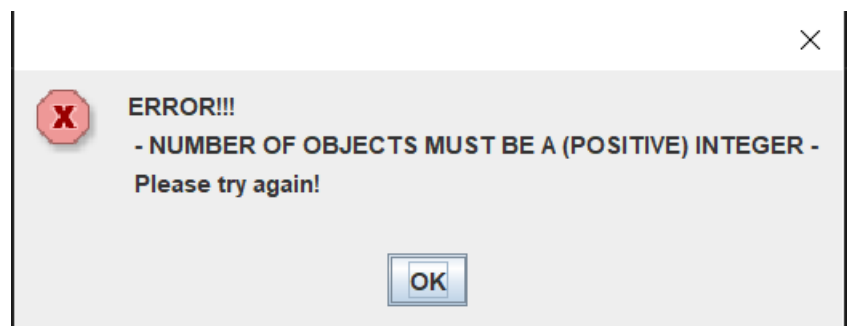 ERROR!!!
- NUMBER OF OBJECTS MUST BE A (POSITIVE) INTEGER -
Please try again!
OK